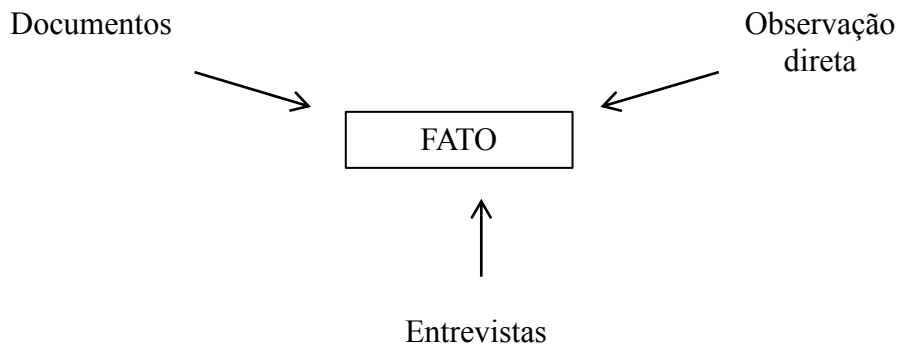 Documentos
Observação
direta
FATO
Entrevistas